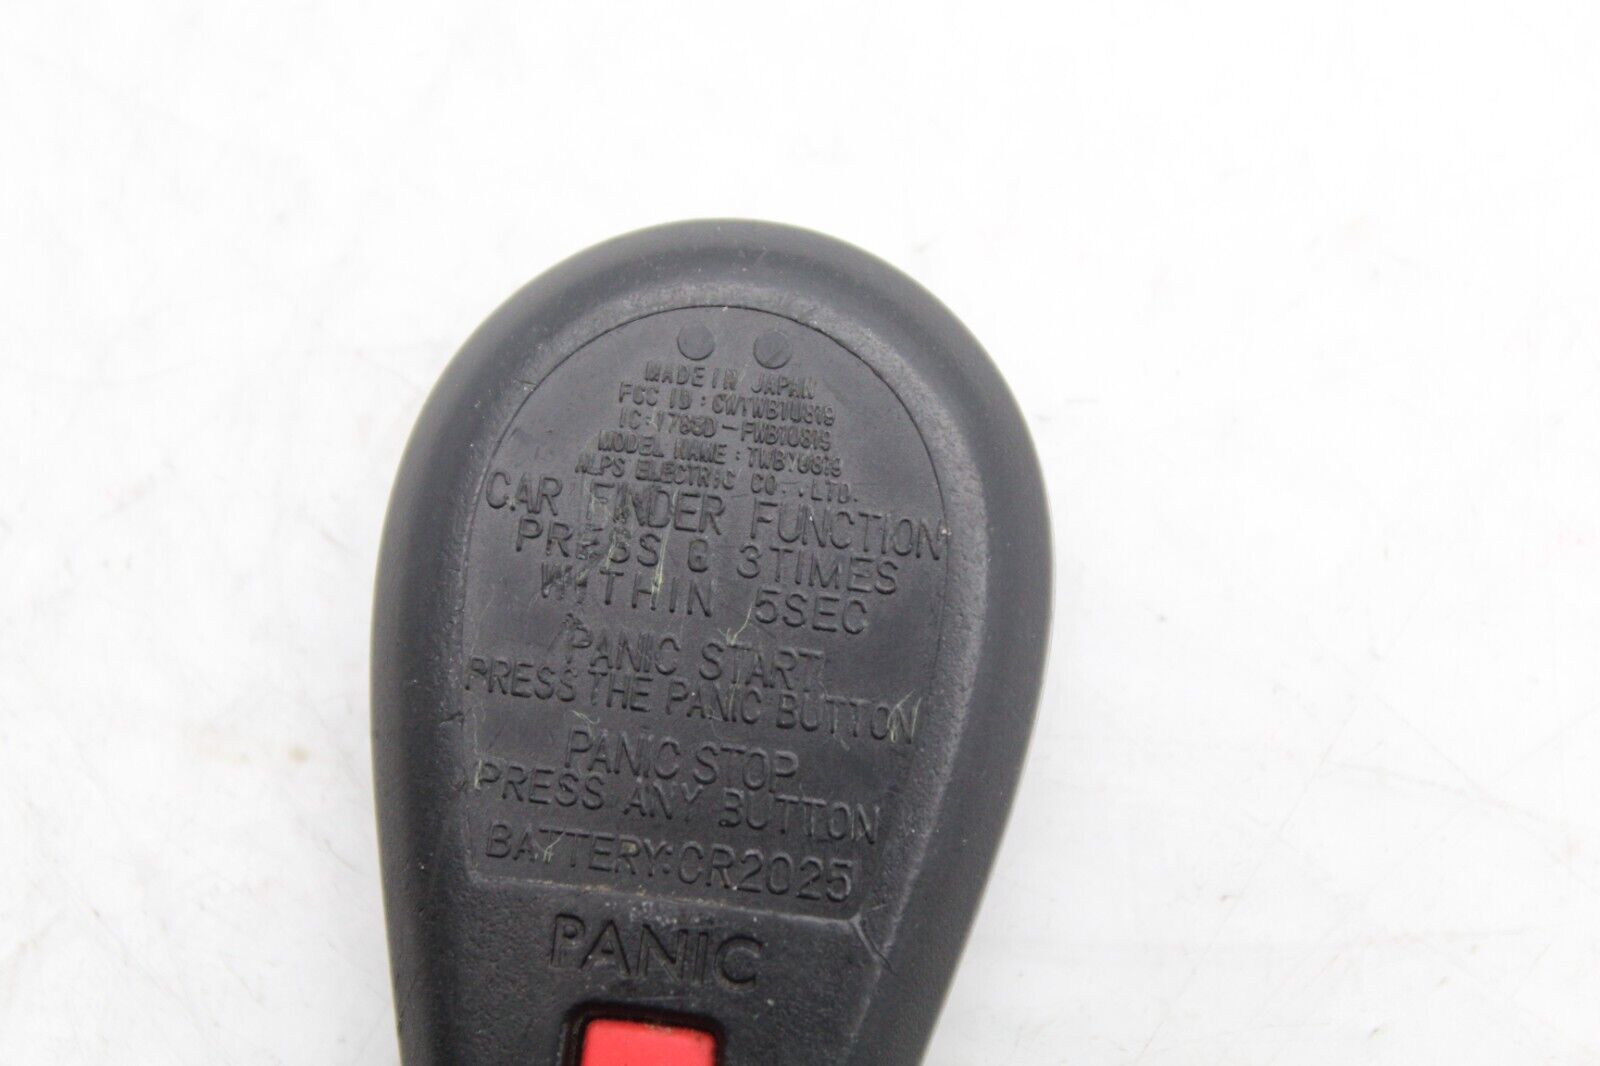 MADE IN JAPAN
FCC ID : CWTWB1U819
IC:1788D-FWB1U819
MODEL NAME : TWB1U819
ALPS ELECTRIC CO.,LTD.
CAR FINDER FUNCTION
PRESS 3TIMES
WITHIN 5SEC
PANIC START
PRESS THE PANIC BUTTON
PANIC STOP
PRESS ANY BUTTON
BATTERY:CR2025
PANIC